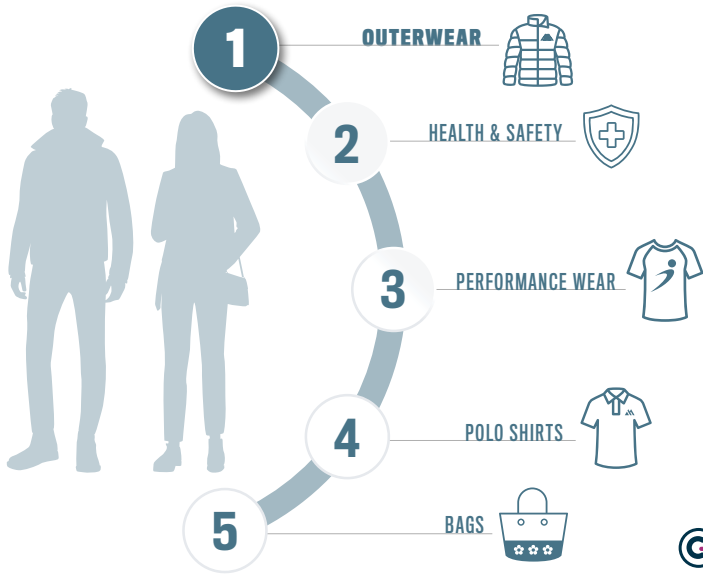 1
OUTERWEAR
2
HEALTH & SAFETY
3
PERFORMANCE WEAR
4
POLO SHIRTS
5
BAGS